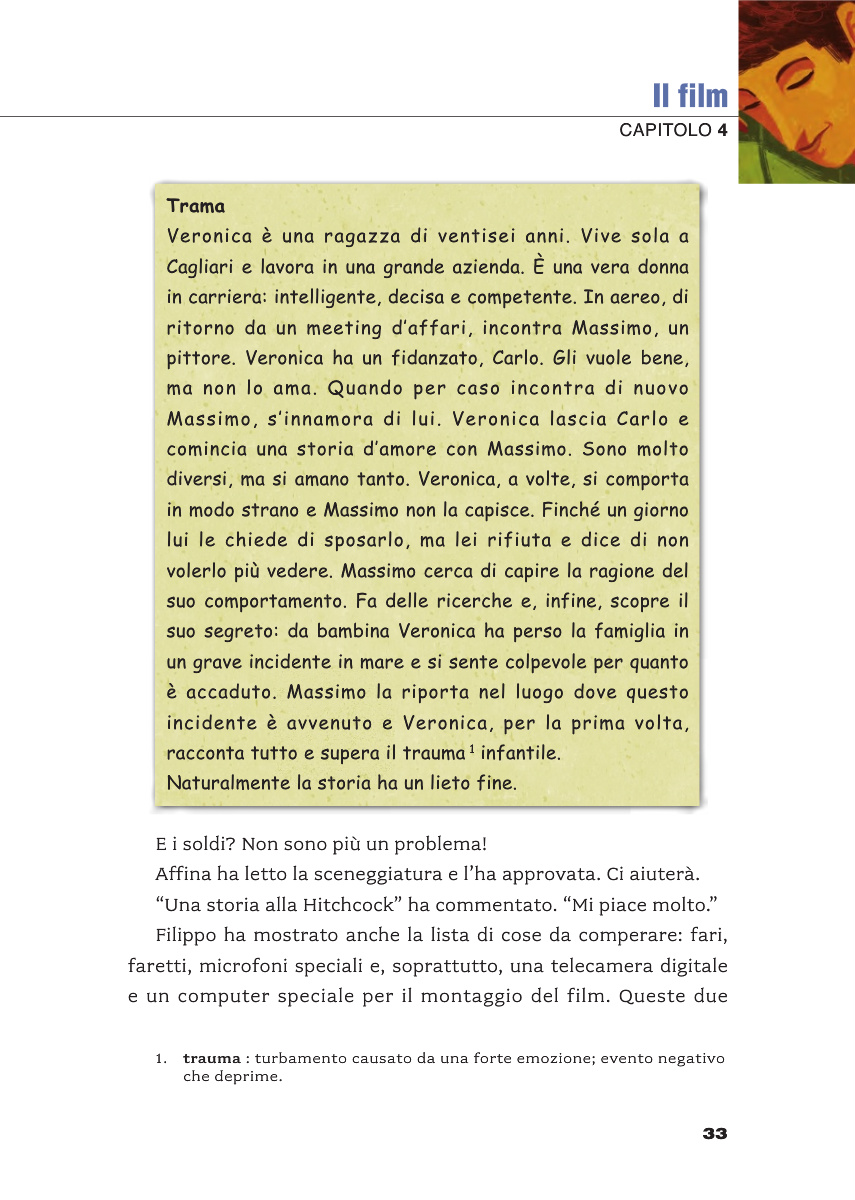 Il film
CAPITOLO 4
Trama
Veronica è una ragazza di ventisei anni. Vive sola a
Cagliari e lavora in una grande azienda. È una vera donna
in carriera: intelligente, decisa e competente. In aereo, di
ritorno da un meeting d'affari, incontra Massimo, un
pittore. Veronica ha un fidanzato, Carlo. Gli vuole bene,
ma non lo ama. Quando per caso incontra di nuovo
Massimo, s'innamora di lui. Veronica lascia Carlo e
comincia una storia d'amore con Massimo. Sono molto
diversi, ma si amano tanto. Veronica, a volte, si comporta
in modo strano e Massimo non la capisce. Finché un giorno
lui le chiede di sposarlo, ma lei rifiuta e dice di non
volerlo più vedere. Massimo cerca di capire la ragione del
suo comportamento. Fa delle ricerche e, infine, scopre il
suo segreto: da bambina Veronica ha perso la famiglia in
un grave incidente in mare e si sente colpevole per quanto
è accaduto. Massimo la riporta nel luogo dove questo
incidente è avvenuto e Veronica, per la prima volta,
racconta tutto e supera il trauma¹ infantile.
Naturalmente la storia ha un lieto fine.
E i soldi? Non sono più un problema!
Affina ha letto la sceneggiatura e l'ha approvata. Ci aiuterà.
“Una storia alla Hitchcock” ha commentato. “Mi piace molto.”
Filippo ha mostrato anche la lista di cose da comperare: fari,
faretti, microfoni speciali e, soprattutto, una telecamera digitale
e un computer speciale per il montaggio del film. Queste due
1. trauma : turbamento causato da una forte emozione; evento negativo
che deprime.
33